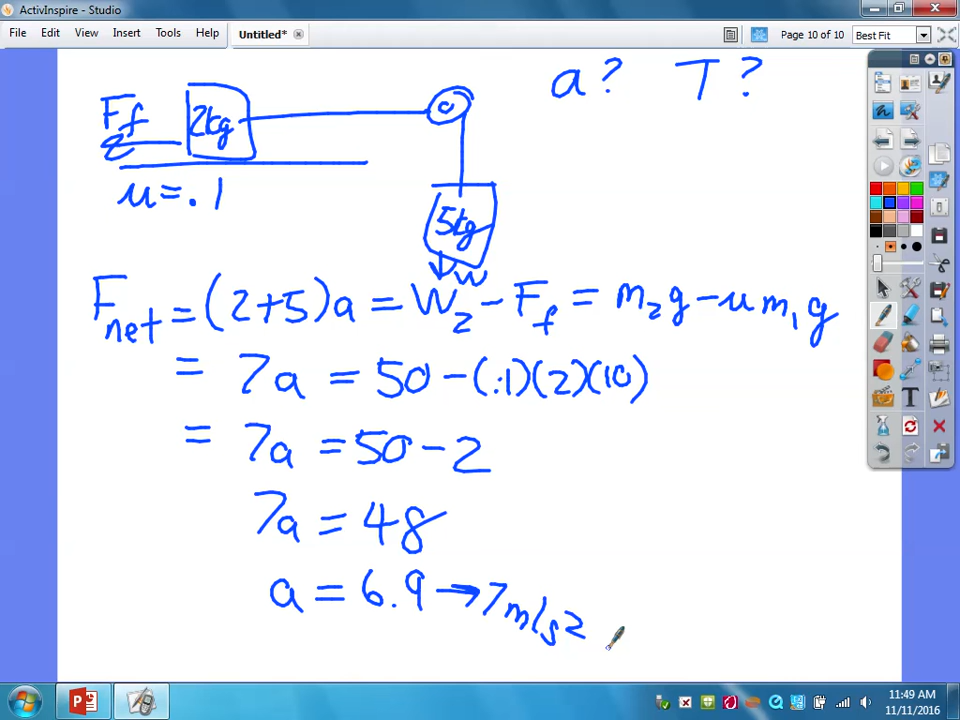 ActivInspire - Studio
File Edit View Insert Tools Help Untitled* Page 10 of 10 Best Fit
a? T?
Ff 2kg
u=.1
5kg
W
Fnet = (2+5)a = W2 - Ff = m2g - um1g
= 7a = 50 - (.1)(2)(10)
= 7a = 50 - 2
7a = 48
a = 6.9 → 7 m/s2
11:49 AM
11/11/2016